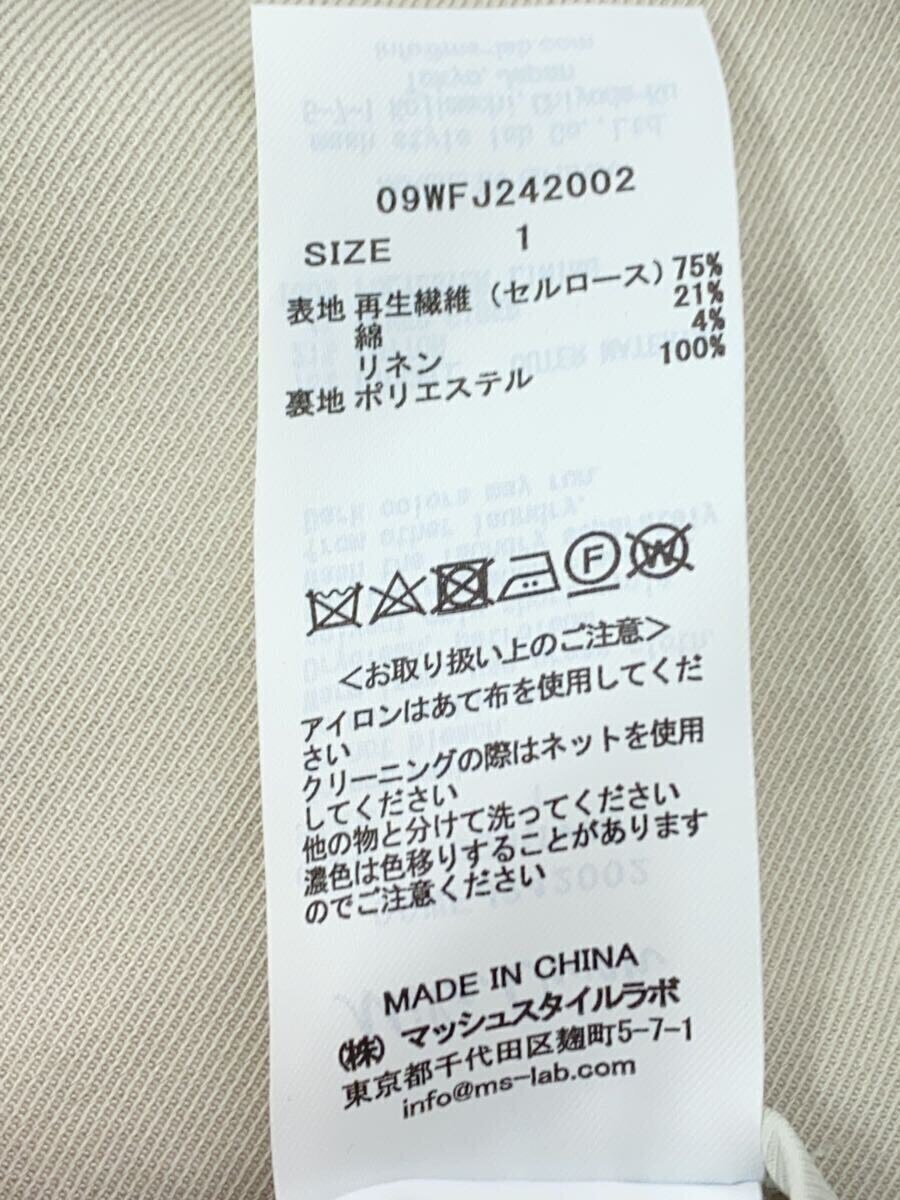 09WFJ242002
SIZE 1
表地 再生繊維（セルロース）75%
綿 21%
リネン 4%
裏地 ポリエステル 100%
F
W
＜お取り扱い上のご注意＞
アイロンはあて布を使用してくだ
さい
クリーニングの際はネットを使用
してください
他の物と分けて洗ってください
濃色は色移りすることがあります
のでご注意ください
MADE IN CHINA
(株)マッシュスタイルラボ
東京都千代田区麹町5-7-1
info@ms-lab.com